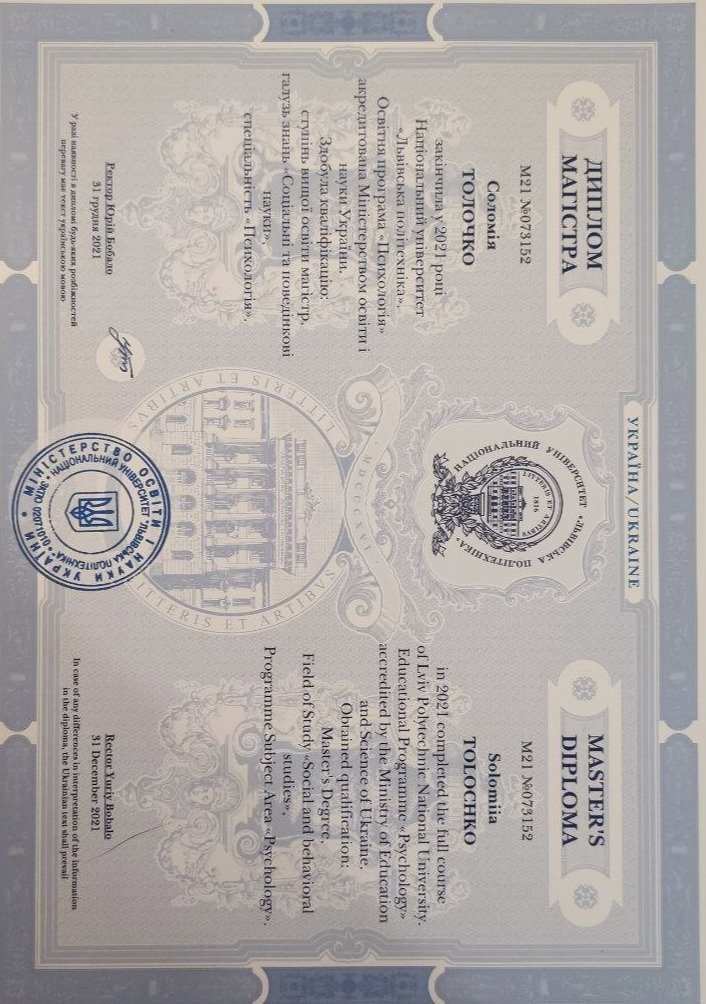 УКРАЇНА / UKRAINE
ДИПЛОМ
МАГІСТРА
М21 №073152
Соломія
ТОЛОЧКО
закінчила у 2021 році
Національний університет
«Львівська політехніка».
Освітня програма «Психологія»
акредитована Міністерством освіти і
науки України.
Здобула кваліфікацію:
ступінь вищої освіти магістр,
галузь знань «Соціальні та поведінкові
науки»,
спеціальність «Психологія».
Ректор Юрій Бобало
31 грудня 2021
У разі наявності в дипломі будь-яких розбіжностей
перевагу має текст українською мовою
НАЦІОНАЛЬНИЙ УНІВЕРСИТЕТ «ЛЬВІВСЬКА ПОЛІТЕХНІКА»
LITTERIS ET ARTIBUS
1816
MDCCCXVI
LITTERIS ET ARTIBVS
LITTERIS ET ARTIBVS
МІНІСТЕРСТВО ОСВІТИ І НАУКИ УКРАЇНИ
НАЦІОНАЛЬНИЙ УНІВЕРСИТЕТ "ЛЬВІВСЬКА ПОЛІТЕХНІКА"
MASTER'S
DIPLOMA
M21 №073152
Solomiia
TOLOCHKO
in 2021 completed the full course
of Lviv Polytechnic National University.
Educational Programme «Psychology»
accredited by the Ministry of Education
and Science of Ukraine.
Obtained qualification:
Master's Degree,
Field of Study «Social and behavioral
studies»,
Programme Subject Area «Psychology».
Rector Yuriy Bobalo
31 December 2021
In case of any differences in interpretation of the information
in the diploma, the Ukrainian text shall prevail